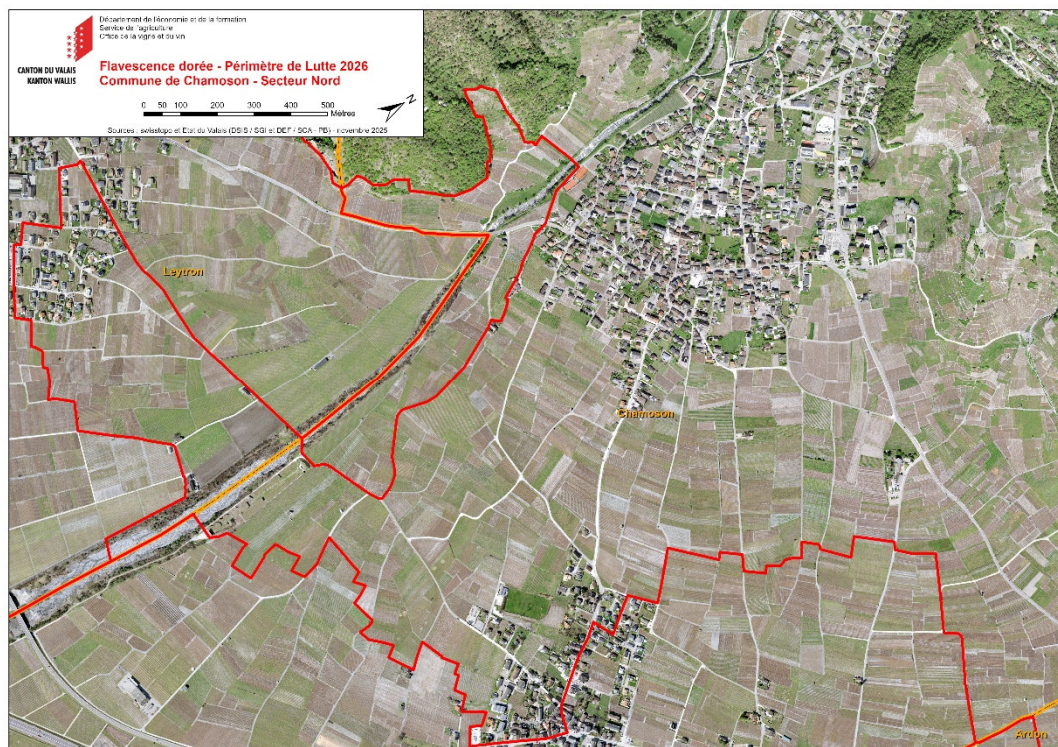 Département de l'économie et de la formation
Service de l'agriculture
Office de la vigne et du vin
CANTON DU VALAIS
KANTON WALLIS
Flavescence dorée - Périmètre de Lutte 2026
Commune de Chamoson - Secteur Nord
0 50 100 200 300 400 500
Mètres
N
Sources : swisstopo et Etat du Valais (DSIS / SGI et DEF / SCA - PB) - novembre 2025
Leytron
Chamoson
Ardon